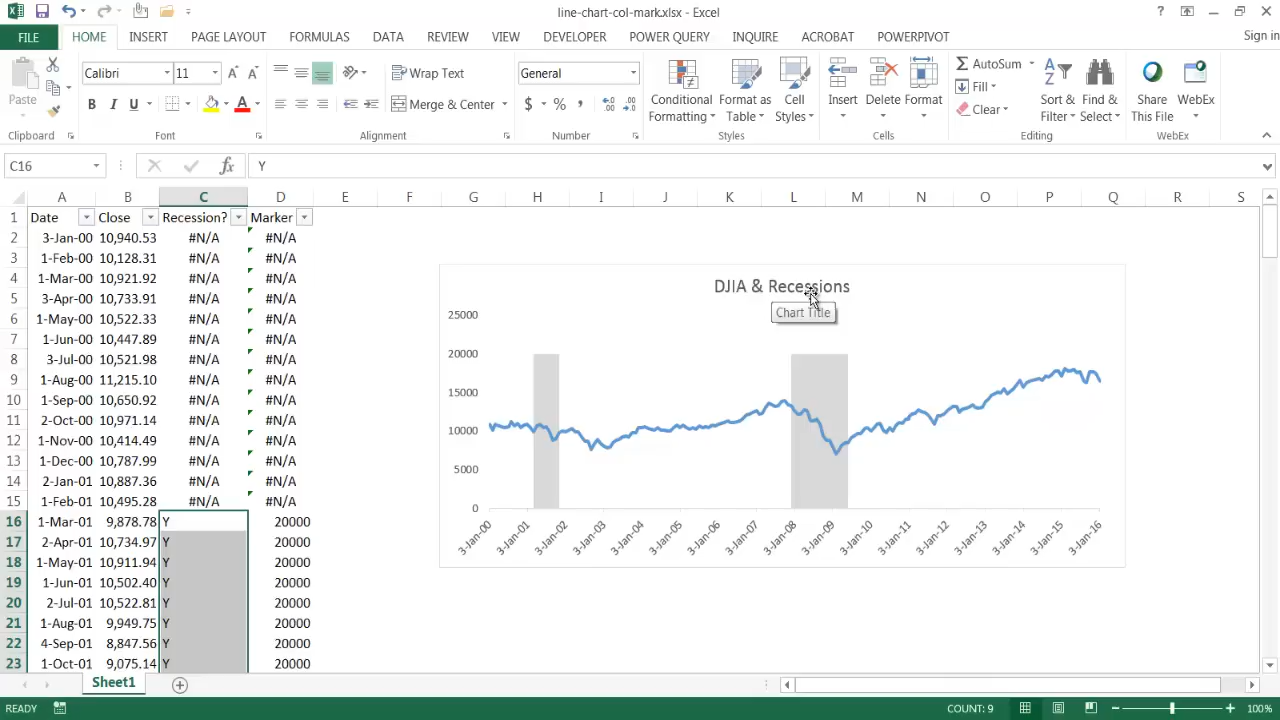 line-chart-col-mark.xlsx - Excel
? Sign in
FILE HOME INSERT PAGE LAYOUT FORMULAS DATA REVIEW VIEW DEVELOPER POWER QUERY INQUIRE ACROBAT POWERPIVOT
Paste
Calibri 11
B I U
Wrap Text
Merge & Center
General
$ % ,
Conditional Formatting
Format as Table
Cell Styles
Insert Delete Format
AutoSum
Fill
Clear
Sort & Filter
Find & Select
Share This File
WebEx
Clipboard Font Alignment Number Styles Cells Editing WebEx
C16 fx Y
A B C D E F G H I J K L M N O P Q R S
1 Date Close Recession? Marker
2 3-Jan-00 10,940.53 #N/A #N/A
3 1-Feb-00 10,128.31 #N/A #N/A
4 1-Mar-00 10,921.92 #N/A #N/A
5 3-Apr-00 10,733.91 #N/A #N/A
6 1-May-00 10,522.33 #N/A #N/A
7 1-Jun-00 10,447.89 #N/A #N/A
8 3-Jul-00 10,521.98 #N/A #N/A
9 1-Aug-00 11,215.10 #N/A #N/A
10 1-Sep-00 10,650.92 #N/A #N/A
11 2-Oct-00 10,971.14 #N/A #N/A
12 1-Nov-00 10,414.49 #N/A #N/A
13 1-Dec-00 10,787.99 #N/A #N/A
14 2-Jan-01 10,887.36 #N/A #N/A
15 1-Feb-01 10,495.28 #N/A #N/A
16 1-Mar-01 9,878.78 Y 20000
17 2-Apr-01 10,734.97 Y 20000
18 1-May-01 10,911.94 Y 20000
19 1-Jun-01 10,502.40 Y 20000
20 2-Jul-01 10,522.81 Y 20000
21 1-Aug-01 9,949.75 Y 20000
22 4-Sep-01 8,847.56 Y 20000
23 1-Oct-01 9,075.14 Y 20000
DJIA & Recessions
Chart Title
25000
20000
15000
10000
5000
0
3-Jan-00 3-Jan-01 3-Jan-02 3-Jan-03 3-Jan-04 3-Jan-05 3-Jan-06 3-Jan-07 3-Jan-08 3-Jan-09 3-Jan-10 3-Jan-11 3-Jan-12 3-Jan-13 3-Jan-14 3-Jan-15 3-Jan-16
Sheet1
READY COUNT: 9 100%